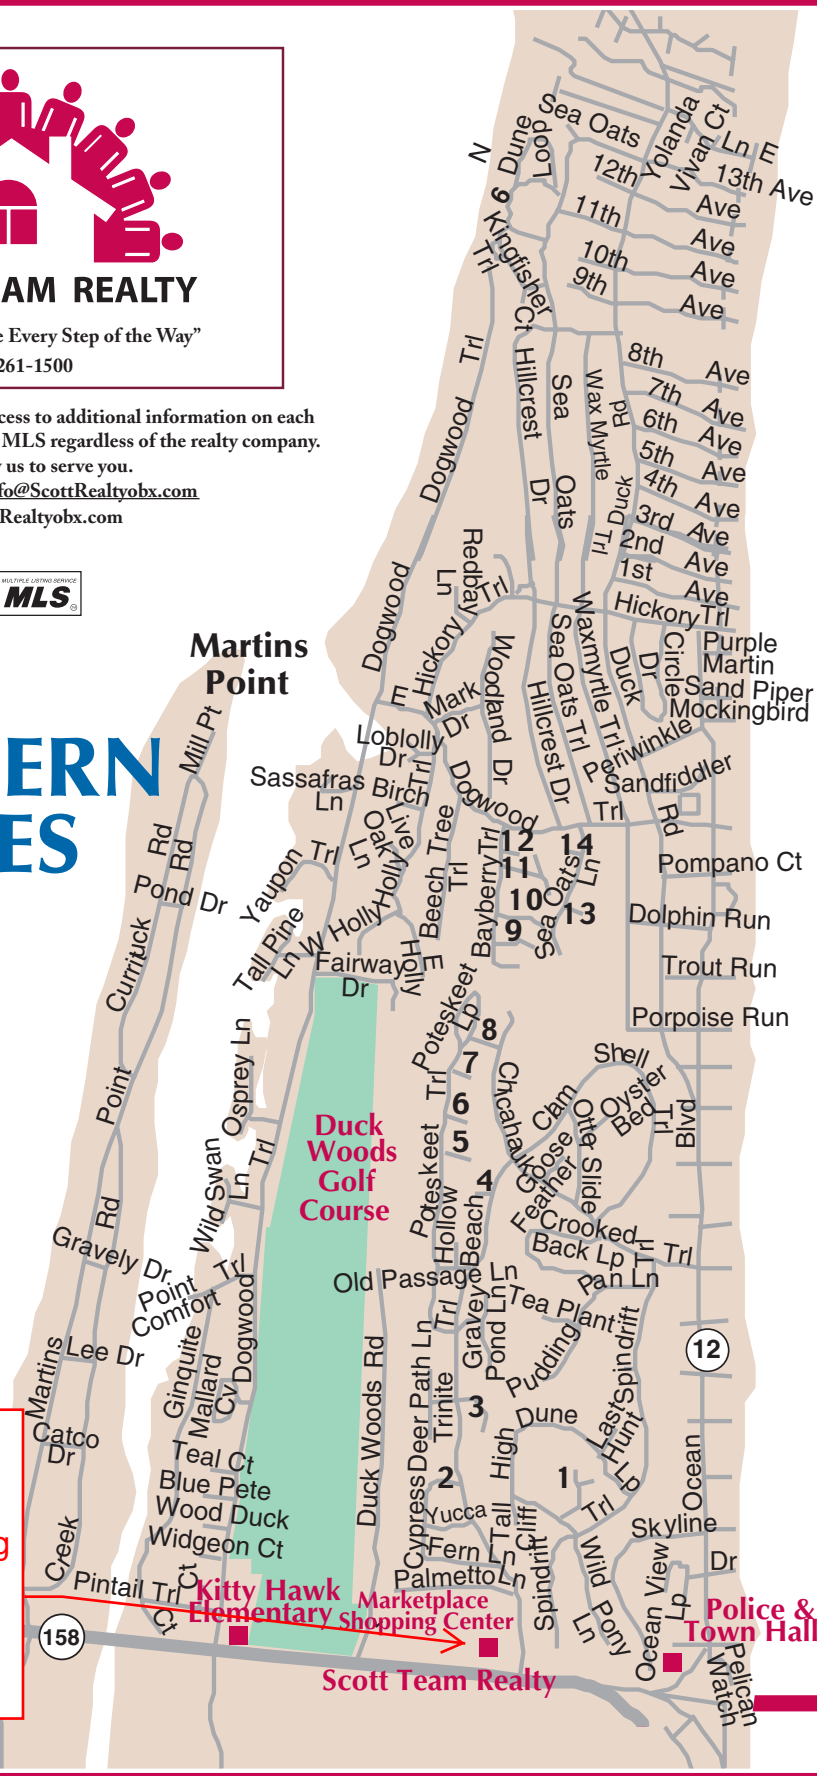 AM REALTY
e Every Step of the Way”
261-1500
cess to additional information on each
MLS regardless of the realty company.
us to serve you.
fo@ScottRealtyobx.com
Realtyobx.com
MULTIPLE LISTING SERVICE
MLS
ERN
ES
g
Martins
Point
Sea Oats
Yolanda
Vivan Ct
Ln E
13th Ave
N Dune
Loop
12th Ave
11th Ave
10th Ave
9th Ave
6
Kingfisher
Trl
Ct
8th Ave
7th Ave
6th Ave
5th Ave
4th Ave
3rd Ave
2nd Ave
1st Ave
Dogwood Trl
Hillcrest Dr
Sea Oats
Wax Myrtle Trl
Duck Rd
Redbay
Ln
Hickory Trl
Dogwood
E
Hickory Trl
Waxmyrtle Trl
Sea Oats Trl
Hillcrest Dr
Woodland Dr
Duck
Dr
Circle
Purple
Martin
Sand Piper
Mockingbird
Mark
Dr
Loblolly
Dr
Periwinkle
Sandfiddler
Rd
Dogwood Trl
Mill Pt
Rd
Rd
Sassafras
Ln
Birch
Trl
Live
Oak
Ln
Holly
Beech Tree
Trl
Bayberry Trl
12
14
11
10
13
9
Sea Oats
Ln
Pompano Ct
Dolphin Run
Trout Run
Porpoise Run
Pond Dr
Yaupon Trl
Tall Pine
Ln
W Holly
Fairway
Dr
Holly
E
Currituck
Point
Rd
Poteskeet
Lp
Trl
8
7
6
5
4
Osprey Ln
Wild Swan
Ln
Trl
Duck
Woods
Golf
Course
Chicahauk
Clam
Shell
Oyster
Bed
Trl
Otter Slide
Goose
Feather
Blvd
Poteskeet
Hollow
Beach
Crooked
Back Lp
Trl
Trl
Gravely Dr
Point
Comfort
Trl
Old Passage Ln
Pan Ln
Tea Plant
Pudding
Spindrift
Trl
Gravey
Pond Ln
12
Martins
Lee Dr
Ginquite
Mallard
Cv
Dogwood
Duck Woods Rd
Cypress
Deer Path Ln
Trinite
3
Dune
High
Tall
Last
Hunt
Lp
Catco
Dr
Teal Ct
Blue Pete
Wood Duck
Widgeon Ct
2
1
Trl
Yucca
Fern Ln
Palmetto Ln
Cliff
Spindrift
Ocean
Skyline
Dr
Creek
Pintail Trl
Ct
Ct
Wild Pony
Ln
Ocean View
Lp
Kitty Hawk
Elementary
Marketplace
Shopping Center
Police &
Town Hall
158
Scott Team Realty
Pelican
Watch